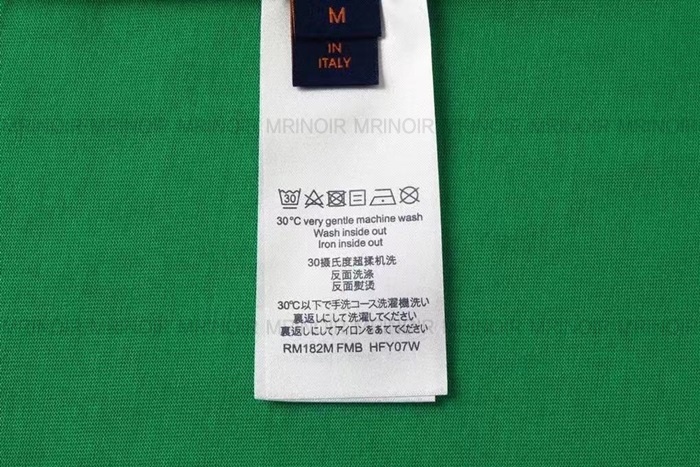 M
IN
ITALY
MRINOIR MRINOIR MRINOIR MRINOIR MRINOIR MRINOIR MRINOIR MRINOIR
30
30°C very gentle machine wash
Wash inside out
Iron inside out
30摄氏度超揉机洗
反面洗涤
反面熨烫
30℃以下で手洗コース洗濯機洗い
裏返しにして洗濯してください
裏返しにしてアイロンをあててください
RM182M FMB HFY07W